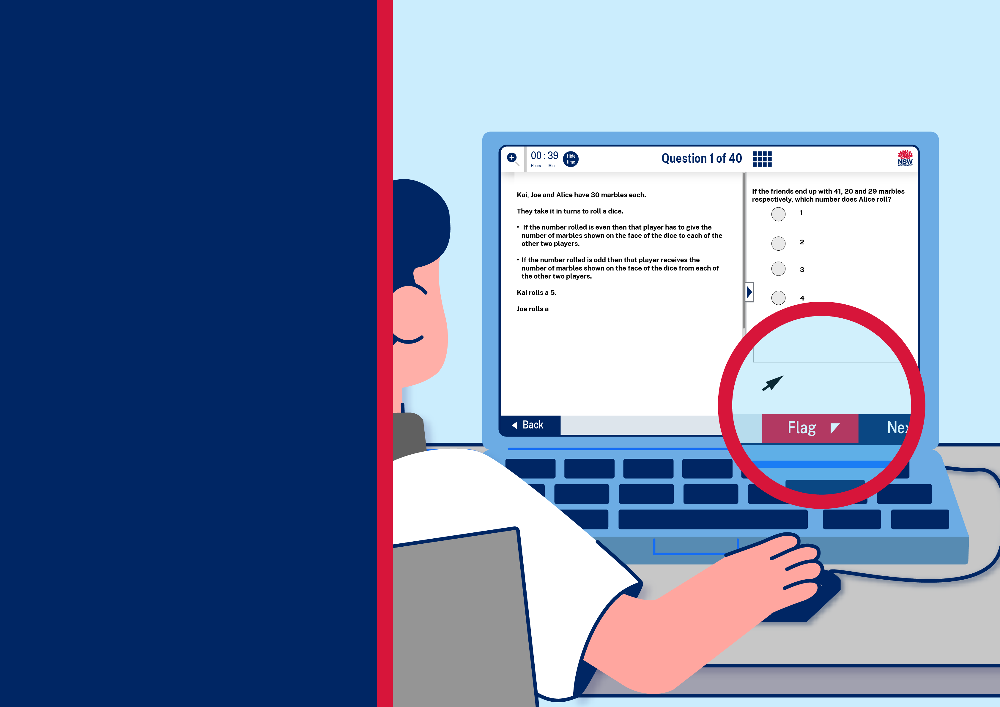 00 : 39
Hours Mins
Hide
time
Question 1 of 40
NSW
GOVERNMENT
Kai, Joe and Alice have 30 marbles each.
They take it in turns to roll a dice.
• If the number rolled is even then that player has to give the
number of marbles shown on the face of the dice to each of the
other two players.
• If the number rolled is odd then that player receives the
number of marbles shown on the face of the dice from each of
the other two players.
Kai rolls a 5.
Joe rolls a
If the friends end up with 41, 20 and 29 marbles
respectively, which number does Alice roll?
1
2
3
4
Back
Flag
Nex